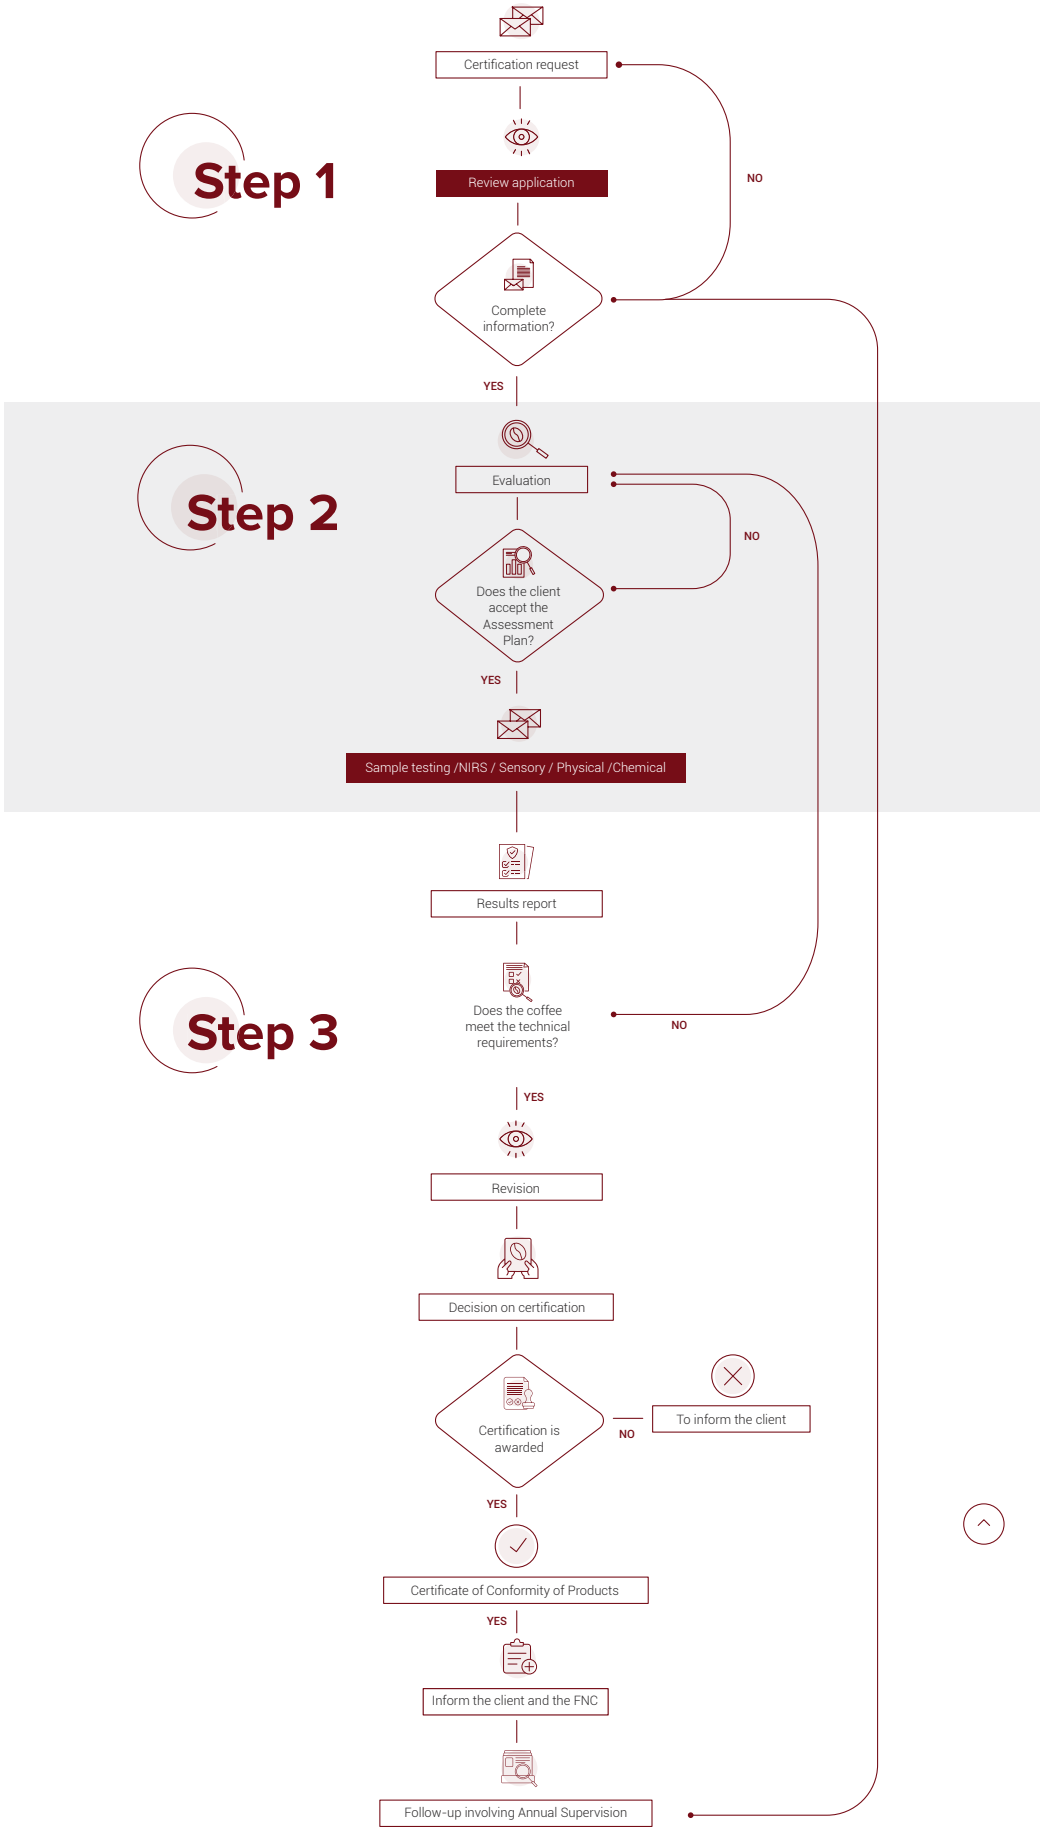 Certification request
Step 1
NO
Review application
Complete
information?
YES
Step 2
Evaluation
NO
Does the client
accept the
Assessment
Plan?
YES
Sample testing /NIRS / Sensory / Physical /Chemical
Results report
Step 3
Does the coffee
meet the technical
requirements?
NO
YES
Revision
Decision on certification
Certification is
awarded
NO
To inform the client
YES
Certificate of Conformity of Products
YES
Inform the client and the FNC
Follow-up involving Annual Supervision